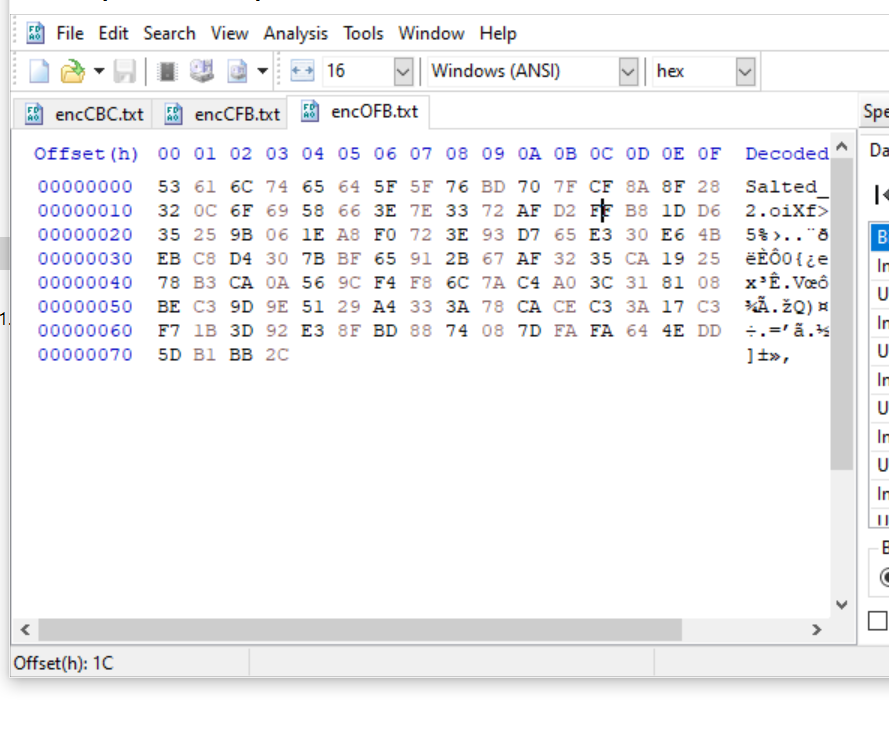 File Edit Search View Analysis Tools Window Help
16 Windows (ANSI) hex
encCBC.txt encCFB.txt encOFB.txt
Offset(h) 00 01 02 03 04 05 06 07 08 09 0A 0B 0C 0D 0E 0F Decoded
00000000 53 61 6C 74 65 64 5F 5F 76 BD 70 7F CF 8A 8F 28 Salted_
00000010 32 0C 6F 69 58 66 3E 7E 33 72 AF D2 FF B8 1D D6 2.oiXf>
00000020 35 25 9B 06 1E A8 F0 72 3E 93 D7 65 E3 30 E6 4B 5%›..¨ð
00000030 EB C8 D4 30 7B BF 65 91 2B 67 AF 32 35 CA 19 25 ëÈÔ0{¿e
00000040 78 B3 CA 0A 56 9C F4 F8 6C 7A C4 A0 3C 31 81 08 x³Ê.Vœô
00000050 BE C3 9D 9E 51 29 A4 33 3A 78 CA CE C3 3A 17 C3 ¾Ã.žQ)¤
00000060 F7 1B 3D 92 E3 8F BD 88 74 08 7D FA FA 64 4E DD ÷.=’ã.½
00000070 5D B1 BB 2C ]±»,
Offset(h): 1C
Spe
Da
B
In
U
In
U
In
U
In
U
In
B
1.